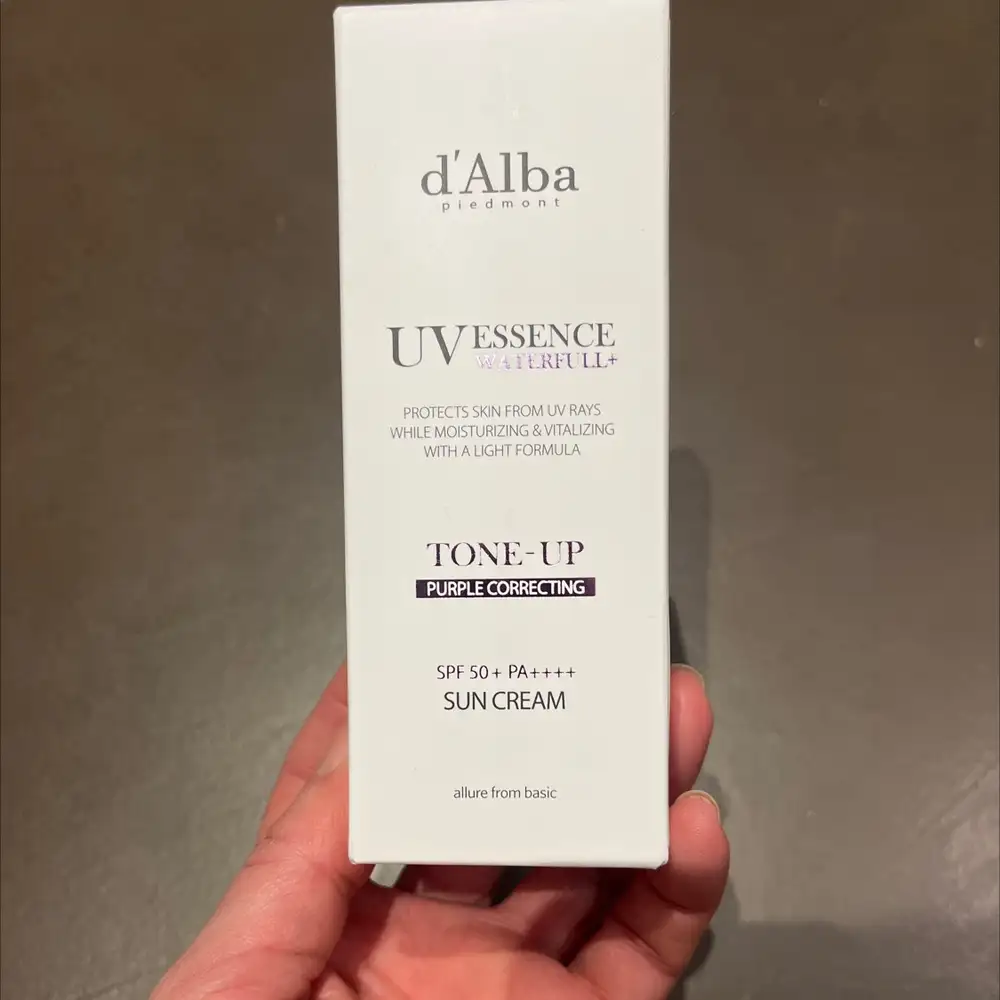 d'Alba
piedmont
UV ESSENCE
WATERFULL+
PROTECTS SKIN FROM UV RAYS
WHILE MOISTURIZING & VITALIZING
WITH A LIGHT FORMULA
TONE-UP
PURPLE CORRECTING
SPF 50+ PA++++
SUN CREAM
allure from basic